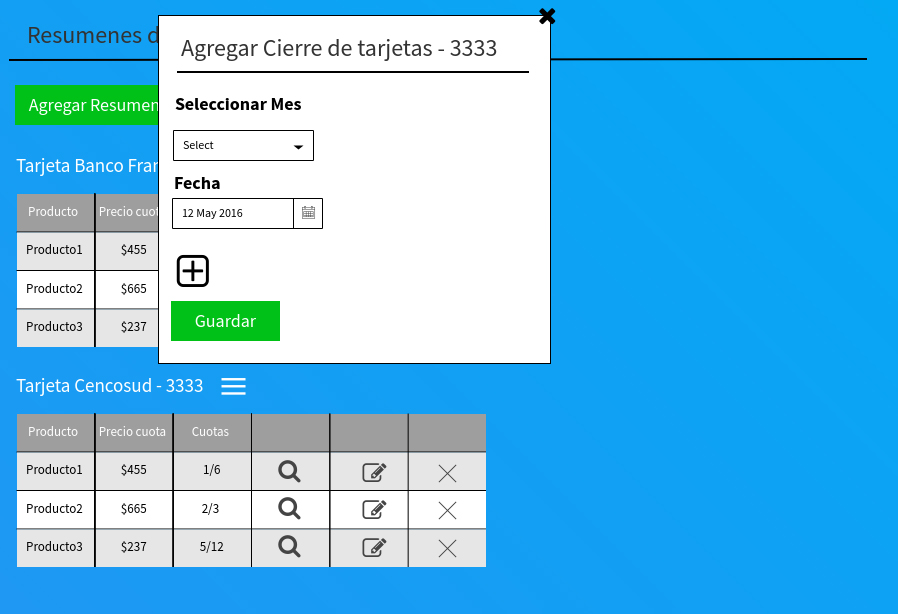 Resumenes d
Agregar Cierre de tarjetas - 3333
Agregar Resumen
Seleccionar Mes
Select
Tarjeta Banco Fran
Fecha
Producto Precio cuot
12 May 2016
Producto1 $455
Producto2 $665
Producto3 $237
Guardar
Tarjeta Cencosud - 3333
Producto Precio cuota Cuotas
Producto1 $455 1/6
Producto2 $665 2/3
Producto3 $237 5/12